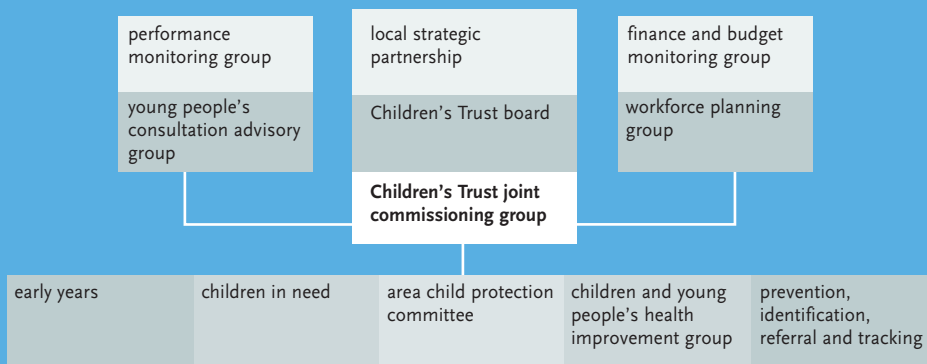 performance
monitoring group
young people's
consultation advisory
group
local strategic
partnership
Children's Trust board
Children's Trust joint
commissioning group
finance and budget
monitoring group
workforce planning
group
early years
children in need
area child protection
committee
children and young
people's health
improvement group
prevention,
identification,
referral and tracking